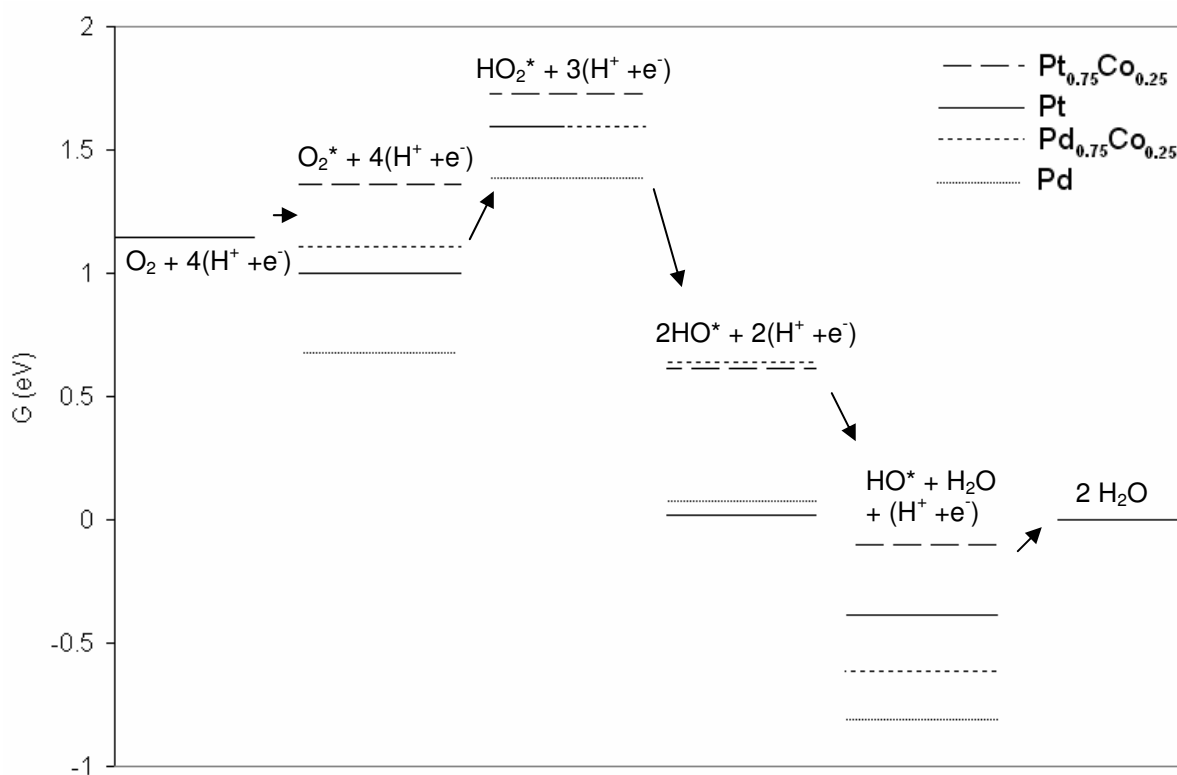 2
1.5
1
0.5
0
-0.5
-1
G (eV)
O₂ + 4(H⁺ +e⁻)
O₂* + 4(H⁺ +e⁻)
HO₂* + 3(H⁺ +e⁻)
2HO* + 2(H⁺ +e⁻)
HO* + H₂O
+ (H⁺ +e⁻)
2 H₂O
Pt₀.₇₅Co₀.₂₅
Pt
Pd₀.₇₅Co₀.₂₅
Pd